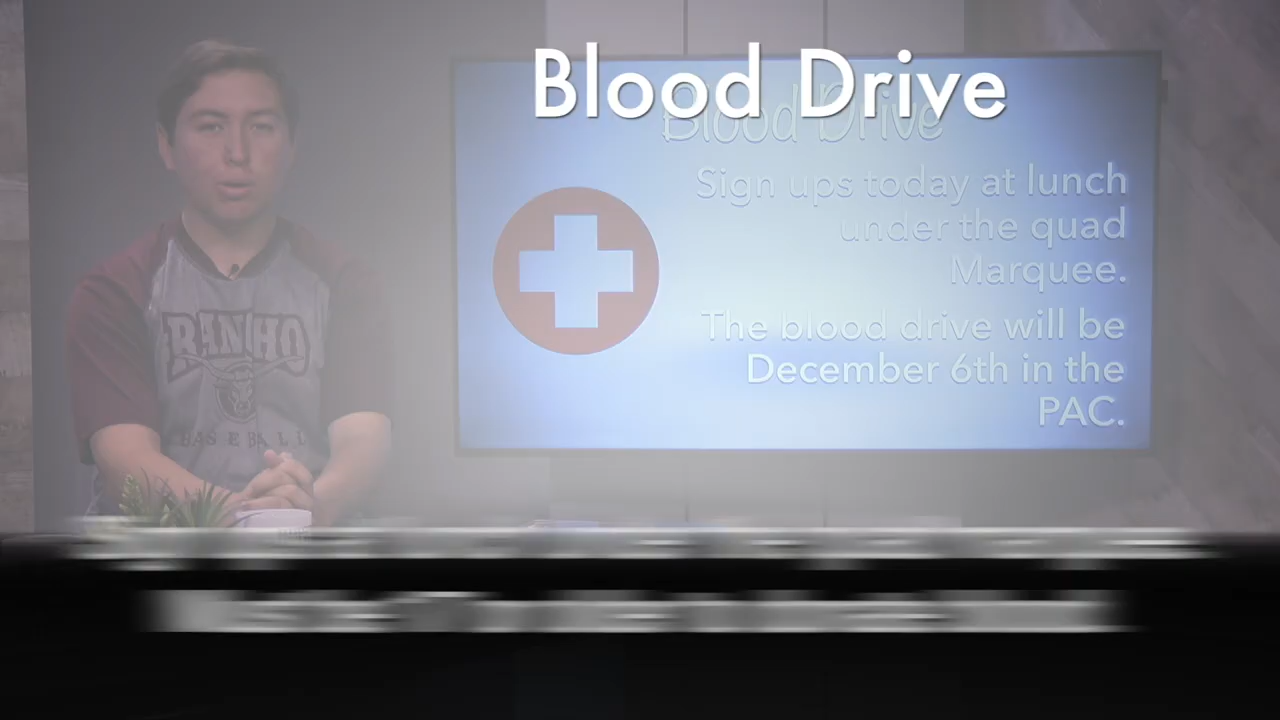 Blood Drive
Blood Drive
Sign ups today at lunch
under the quad
Marquee.
The blood drive will be
December 6th in the
PAC.
RANCHO
BASEBALL